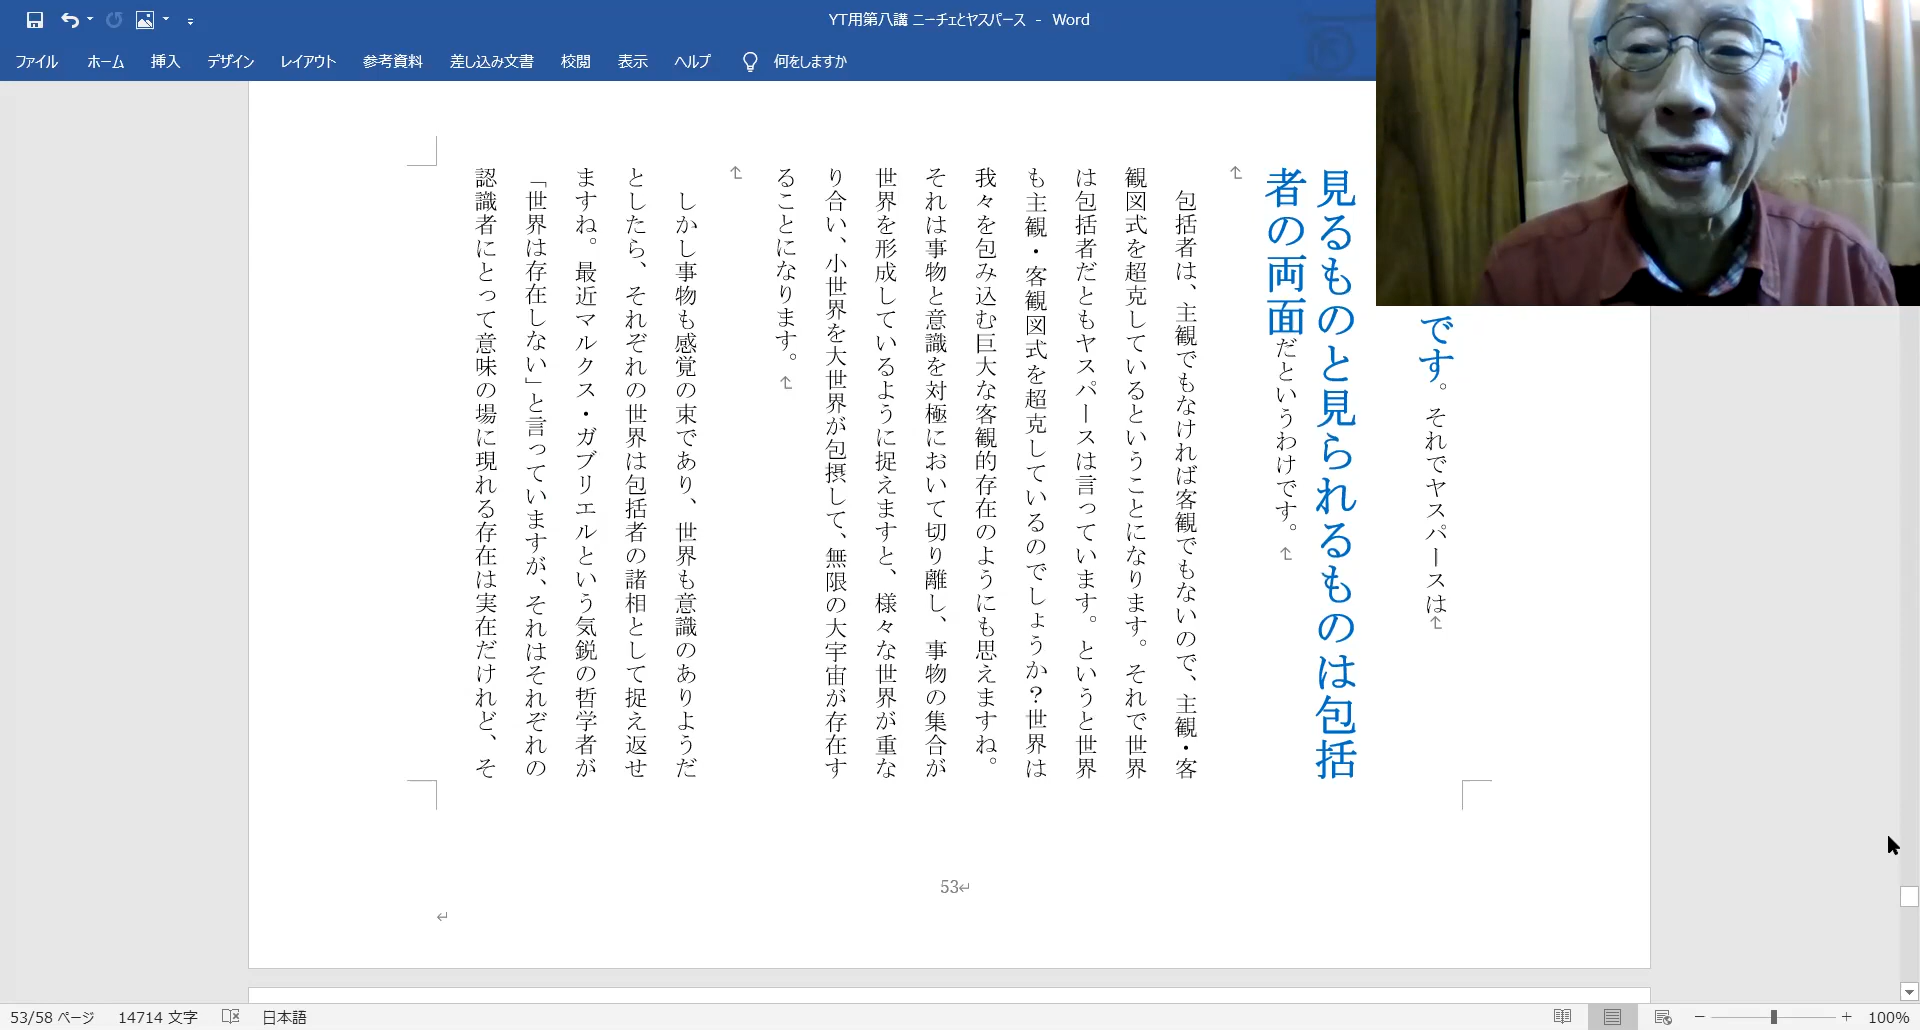 YT用第八講 ニーチェとヤスパース - Word
ファイル ホーム 挿入 デザイン レイアウト 参考資料 差し込み文書 校閲 表示 ヘルプ 何をしますか
です。それでヤスパースは
見るものと見られるものは包括
者の両面だというわけです。
包括者は、主観でもなければ客観でもないので、主観・客
観図式を超克しているということになります。それで世界
は包括者だともヤスパースは言っています。というと世界
も主観・客観図式を超克しているのでしょうか？世界は
我々を包み込む巨大な客観的存在のようにも思えますね。
それは事物と意識を対極において切り離し、事物の集合が
世界を形成しているように捉えますと、様々な世界が重な
り合い、小世界を大世界が包摂して、無限の大宇宙が存在す
ることになります。
しかし事物も感覚の束であり、世界も意識のありようだ
としたら、それぞれの世界は包括者の諸相として捉え返せ
ますね。最近マルクス・ガブリエルという気鋭の哲学者が
「世界は存在しない」と言っていますが、それはそれぞれの
認識者にとって意味の場に現れる存在は実在だけれど、そ
53
53/58 ページ 14714 文字 日本語 100%